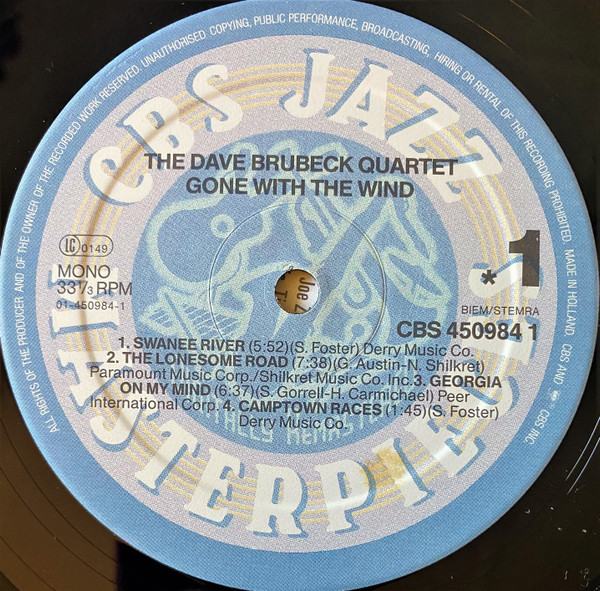 ALL RIGHTS OF THE PRODUCER AND OF THE OWNER OF THE RECORDED WORK RESERVED. UNAUTHORISED COPYING, PUBLIC PERFORMANCE, BROADCASTING, HIRING OR RENTAL OF THIS RECORDING PROHIBITED. MADE IN HOLLAND CBS AND CBS INC.
CBS JAZZ
THE DAVE BRUBECK QUARTET
GONE WITH THE WIND
LC 0149
MONO
33⅓ RPM
01-450984-1
* 1
BIEM/STEMRA
CBS 450984 1
1. SWANEE RIVER (5:52)(S. Foster) Derry Music Co.
2. THE LONESOME ROAD (7:38)(G. Austin-N. Shilkret)
Paramount Music Corp./Shilkret Music Co. Inc. 3. GEORGIA
ON MY MIND (6:37)(S. Gorrell-H. Carmichael) Peer
International Corp. 4. CAMPTOWN RACES (1:45)(S. Foster)
Derry Music Co.
MASTERPIECES
Joe